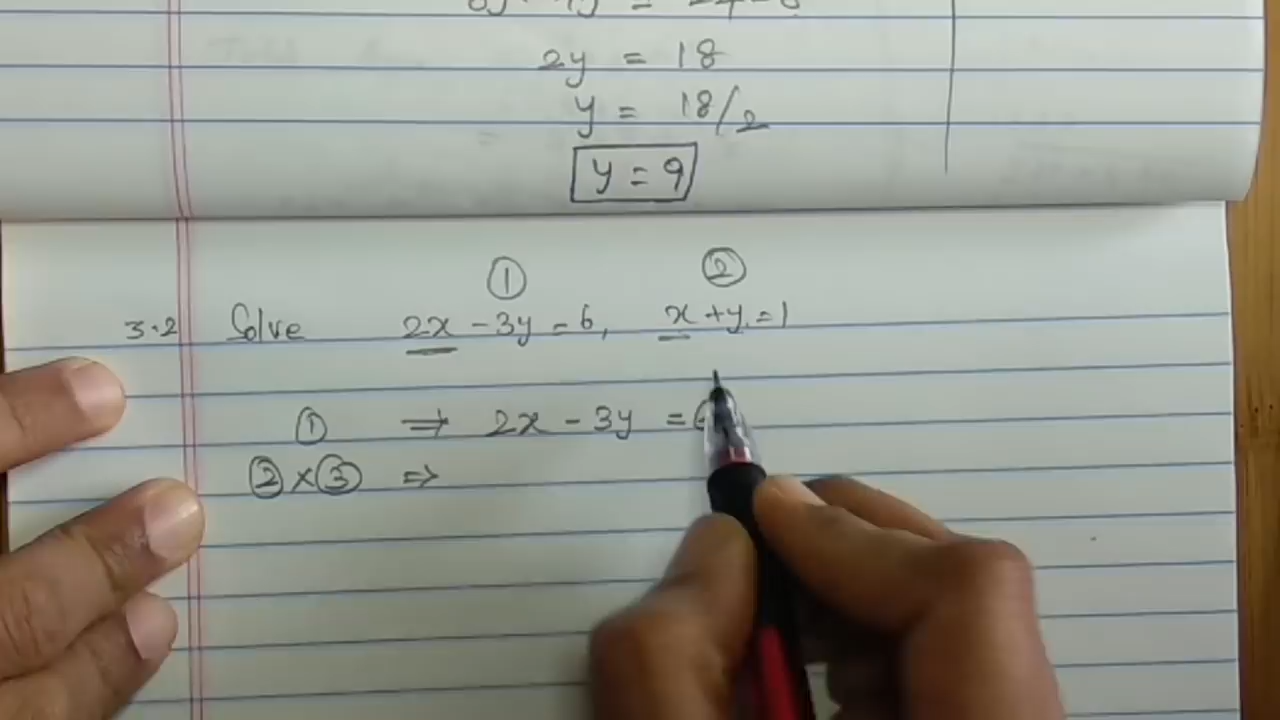 2y = 18
y = 18/2
y = 9
① ②
3.2 Solve 2x - 3y = 6, x + y = 1
① ⇒ 2x - 3y =
② × ③ ⇒